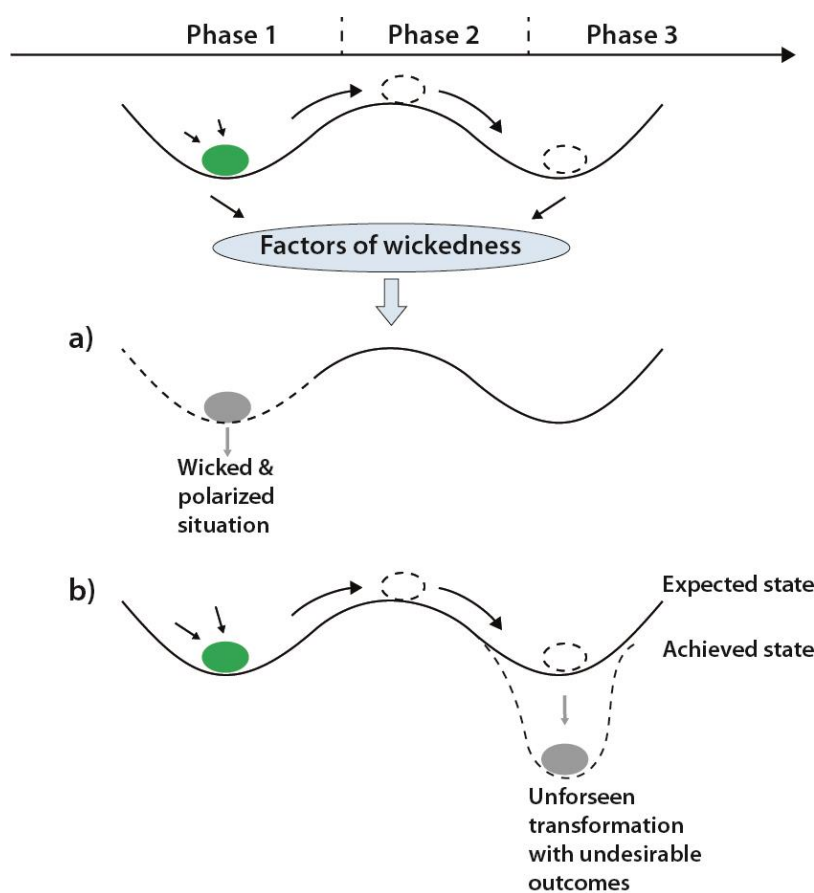 Phase 1 Phase 2 Phase 3
Factors of wickedness
a)
Wicked &
polarized
situation
b)
Expected state
Achieved state
Unforseen
transformation
with undesirable
outcomes